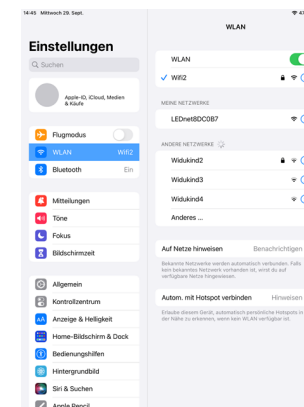 14:45 Mittwoch 29. Sept.
Einstellungen
Suchen
Apple-ID, iCloud, Medien
& Käufe
Flugmodus
WLAN Wifi2
Bluetooth Ein
Mitteilungen
Töne
Fokus
Bildschirmzeit
Allgemein
Kontrollzentrum
Anzeige & Helligkeit
Home-Bildschirm & Dock
Bedienungshilfen
Hintergrundbild
Siri & Suchen
Apple Pencil
WLAN
WLAN
Wifi2
MEINE NETZWERKE
LEDnet8DC0B7
ANDERE NETZWERKE
Widukind2
Widukind3
Widukind4
Anderes ...
Auf Netze hinweisen Benachrichtigen
Bekannte Netzwerke werden automatisch verbunden. Falls
kein bekanntes Netzwerk vorhanden ist, wirst du auf
verfügbare Netze hingewiesen.
Autom. mit Hotspot verbinden Hinweisen
Erlaube diesem Gerät, automatisch persönliche Hotspots in
der Nähe zu erkennen, wenn kein WLAN verfügbar ist.